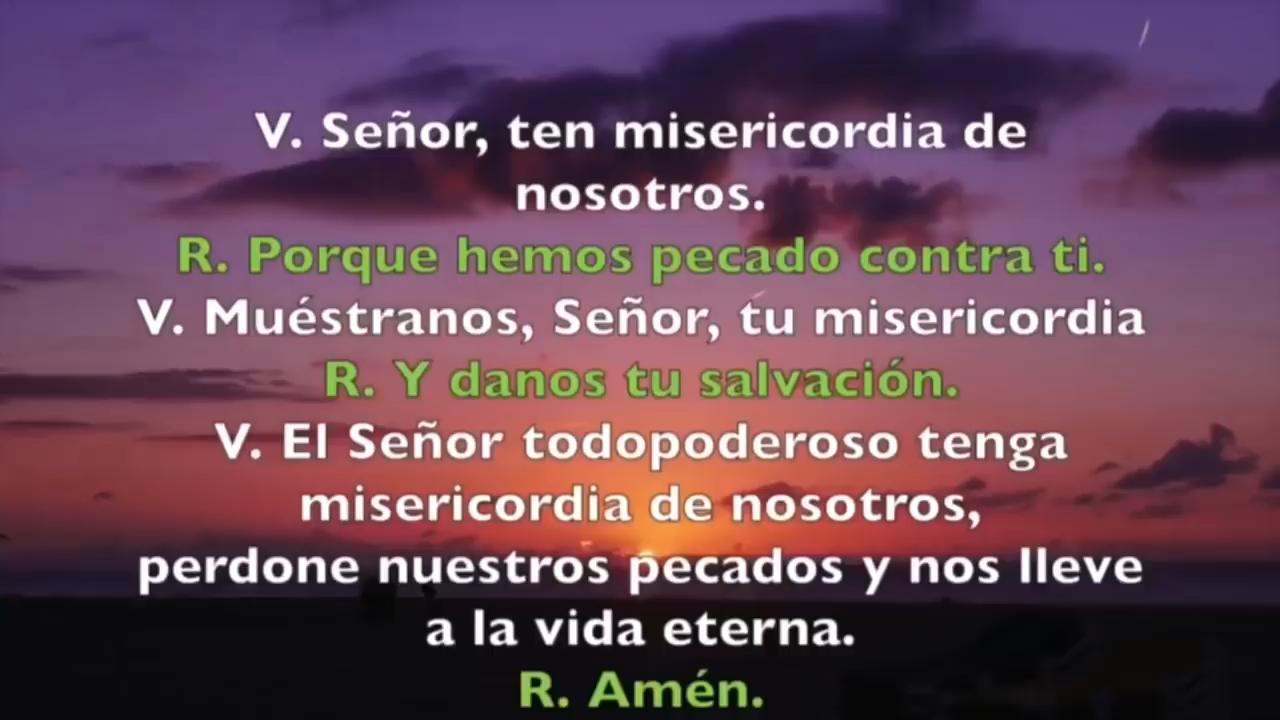 V. Señor, ten misericordia de
nosotros.
R. Porque hemos pecado contra ti.
V. Muéstranos, Señor, tu misericordia
R. Y danos tu salvación.
V. El Señor todopoderoso tenga
misericordia de nosotros,
perdone nuestros pecados y nos lleve
a la vida eterna.
R. Amén.